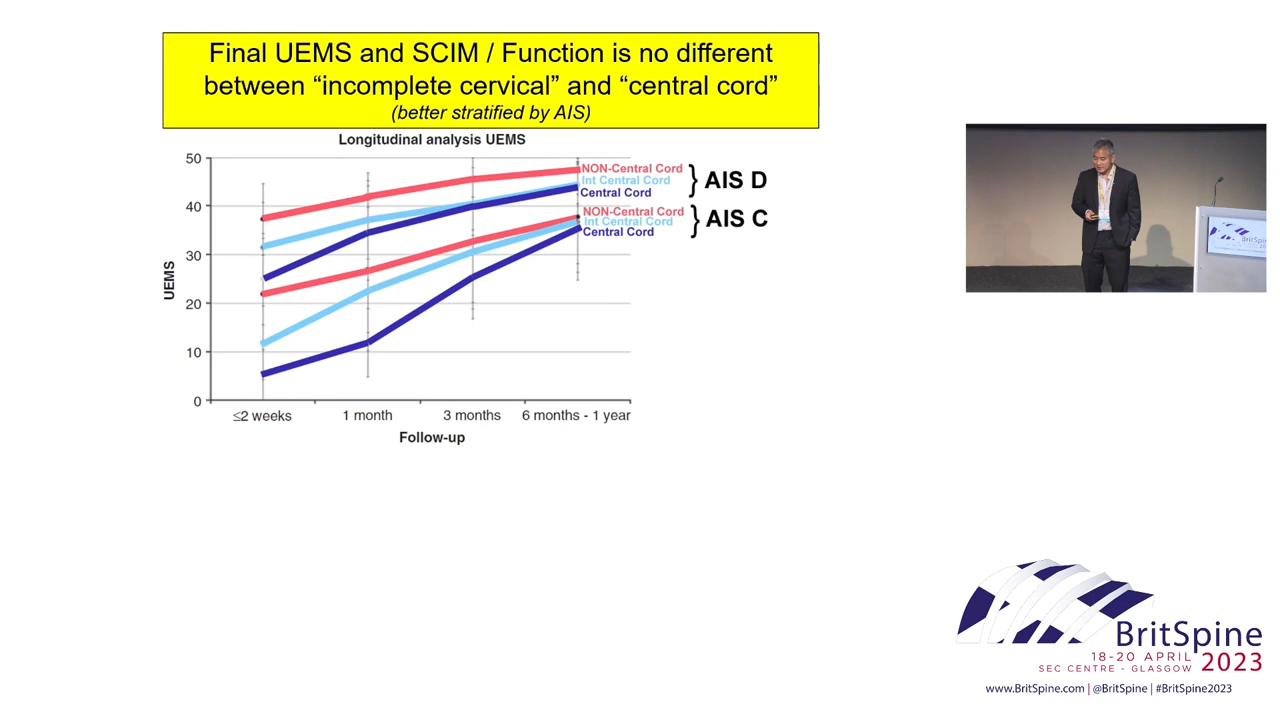 Final UEMS and SCIM / Function is no different
between “incomplete cervical” and “central cord”
(better stratified by AIS)
Longitudinal analysis UEMS
50
40
30
20
10
0
UEMS
NON-Central Cord
Int Central Cord
Central Cord
AIS D
NON-Central Cord
Int Central Cord
Central Cord
AIS C
≤2 weeks
1 month
3 months
6 months - 1 year
Follow-up
BritSpine
18-20 APRIL
SEC CENTRE - GLASGOW
2023
www.BritSpine.com | @BritSpine | #BritSpine2023